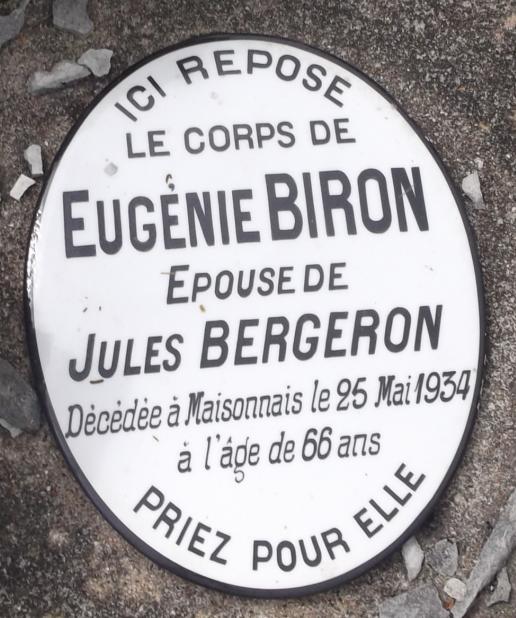 ICI REPOSE
LE CORPS DE
EUGÉNIE BIRON
EPOUSE DE
JULES BERGERON
Dècèdèe à Maisonnais le 25 Mai 1934
à l'âge de 66 ans
PRIEZ POUR ELLE